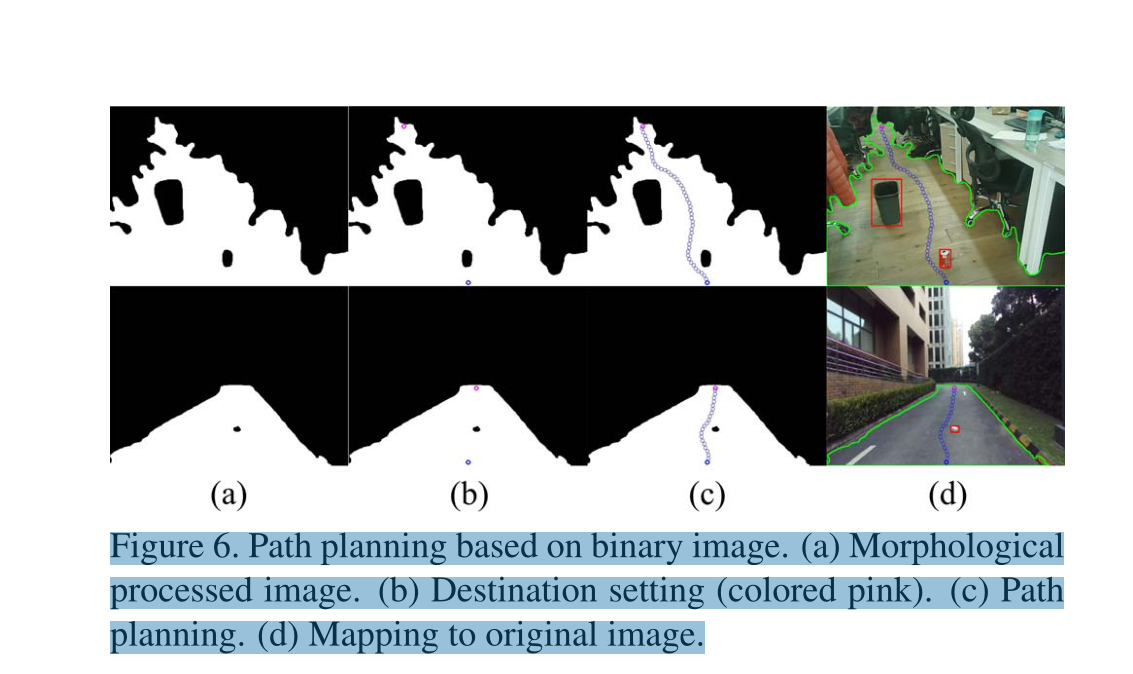 (a) (b) (c) (d)
Figure 6. Path planning based on binary image. (a) Morphological
processed image. (b) Destination setting (colored pink). (c) Path
planning. (d) Mapping to original image.